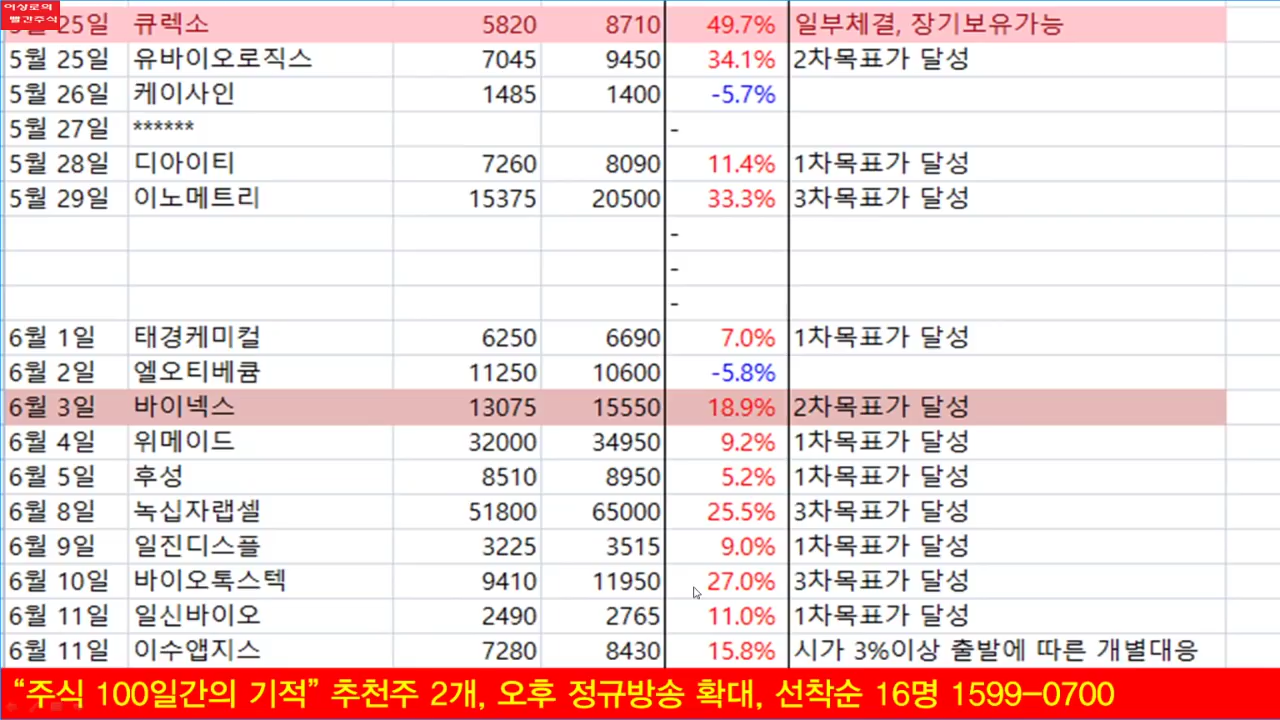 이상로의
빨간주식
5월 25일 큐렉소 5820 8710 49.7% 일부체결, 장기보유가능
5월 25일 유바이오로직스 7045 9450 34.1% 2차목표가 달성
5월 26일 케이사인 1485 1400 -5.7%
5월 27일 ****** -
5월 28일 디아이티 7260 8090 11.4% 1차목표가 달성
5월 29일 이노메트리 15375 20500 33.3% 3차목표가 달성
-
-
-
6월 1일 태경케미컬 6250 6690 7.0% 1차목표가 달성
6월 2일 엘오티베큠 11250 10600 -5.8%
6월 3일 바이넥스 13075 15550 18.9% 2차목표가 달성
6월 4일 위메이드 32000 34950 9.2% 1차목표가 달성
6월 5일 후성 8510 8950 5.2% 1차목표가 달성
6월 8일 녹십자랩셀 51800 65000 25.5% 3차목표가 달성
6월 9일 일진디스플 3225 3515 9.0% 1차목표가 달성
6월 10일 바이오톡스텍 9410 11950 27.0% 3차목표가 달성
6월 11일 일신바이오 2490 2765 11.0% 1차목표가 달성
6월 11일 이수앱지스 7280 8430 15.8% 시가 3%이상 출발에 따른 개별대응
“주식 100일간의 기적” 추천주 2개, 오후 정규방송 확대, 선착순 16명 1599-0700